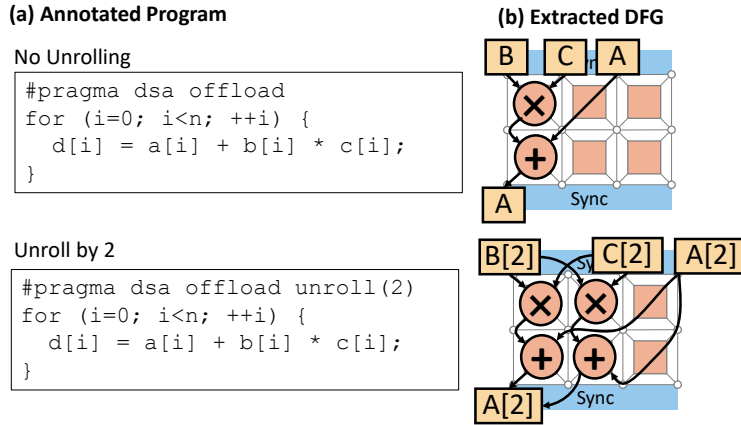 (a) Annotated Program
(b) Extracted DFG
No Unrolling
#pragma dsa offload
for (i=0; i<n; ++i) {
d[i] = a[i] + b[i] * c[i];
}
B C A
×
+
A
Sync
Unroll by 2
#pragma dsa offload unroll(2)
for (i=0; i<n; ++i) {
d[i] = a[i] + b[i] * c[i];
}
B[2] C[2] A[2]
× ×
+ +
A[2]
Sync